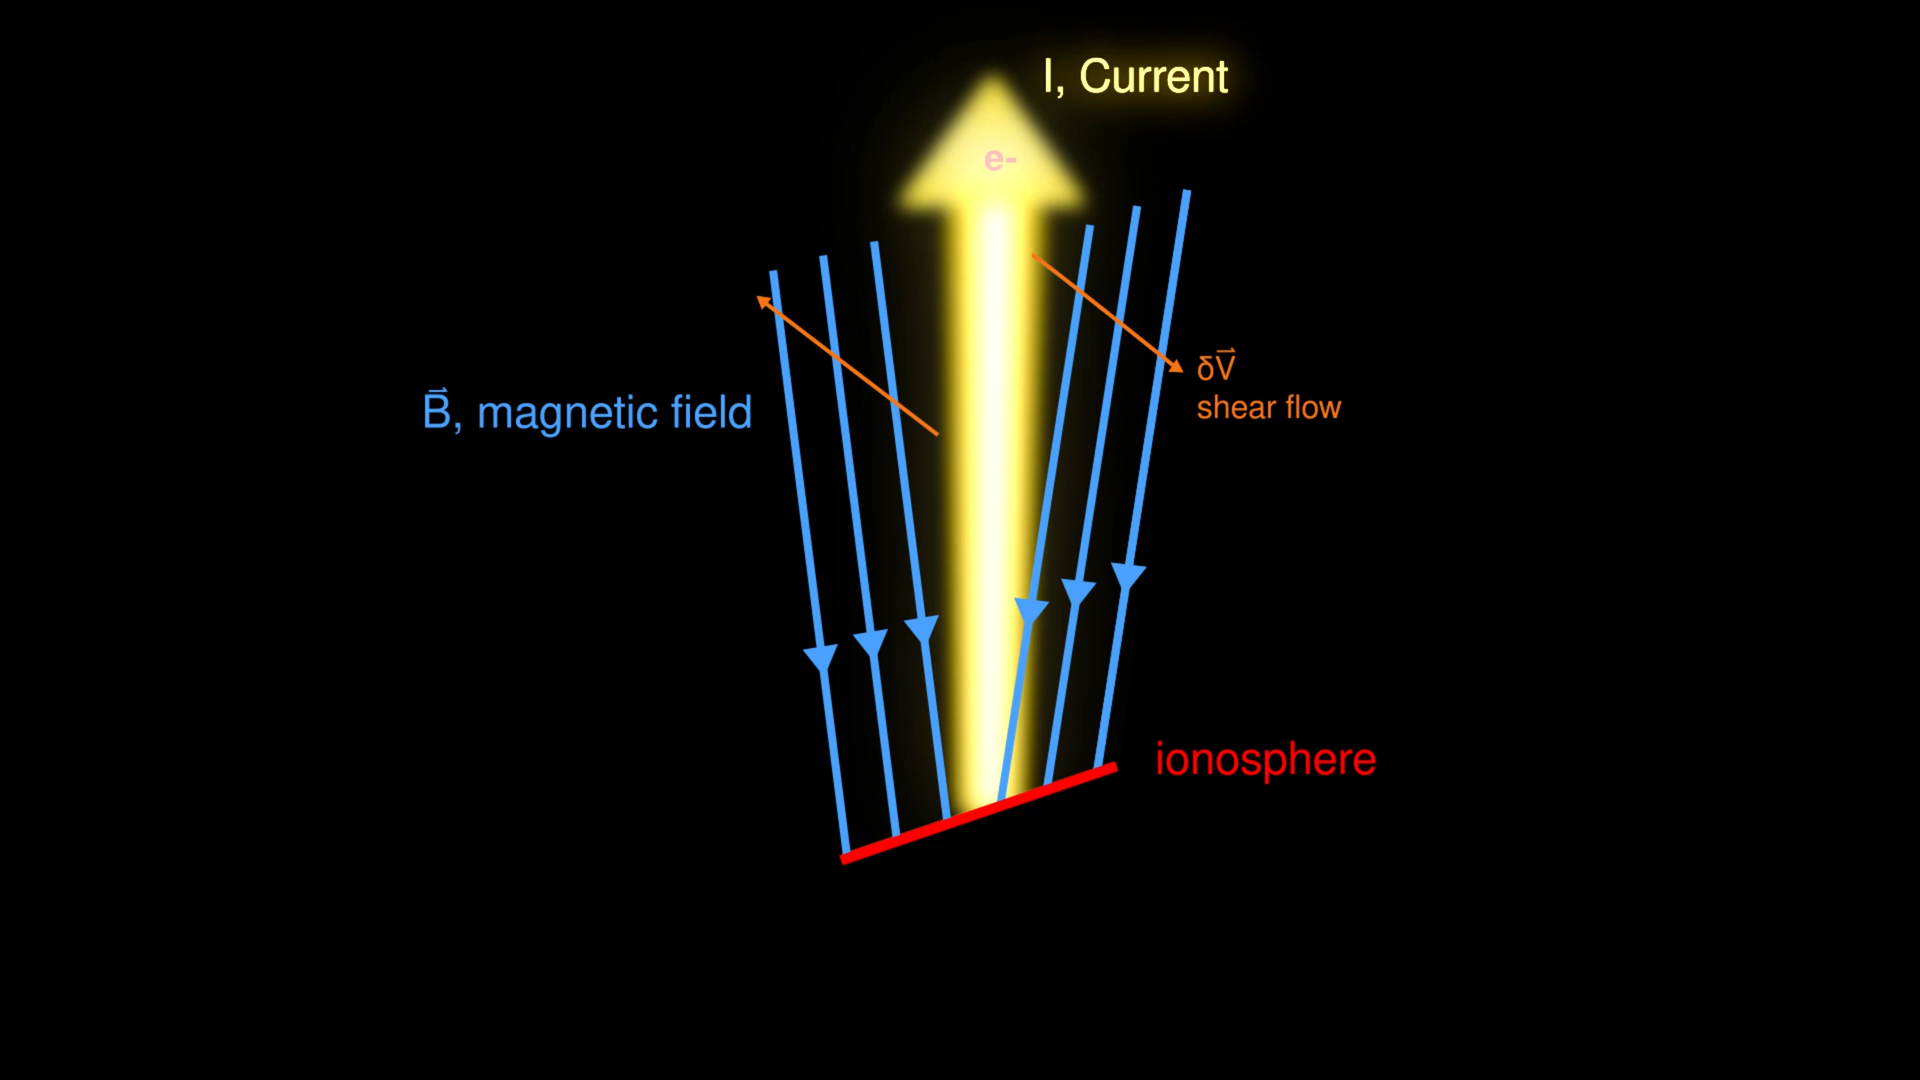 I, Current
e-
δV⃗
shear flow
B⃗, magnetic field
ionosphere